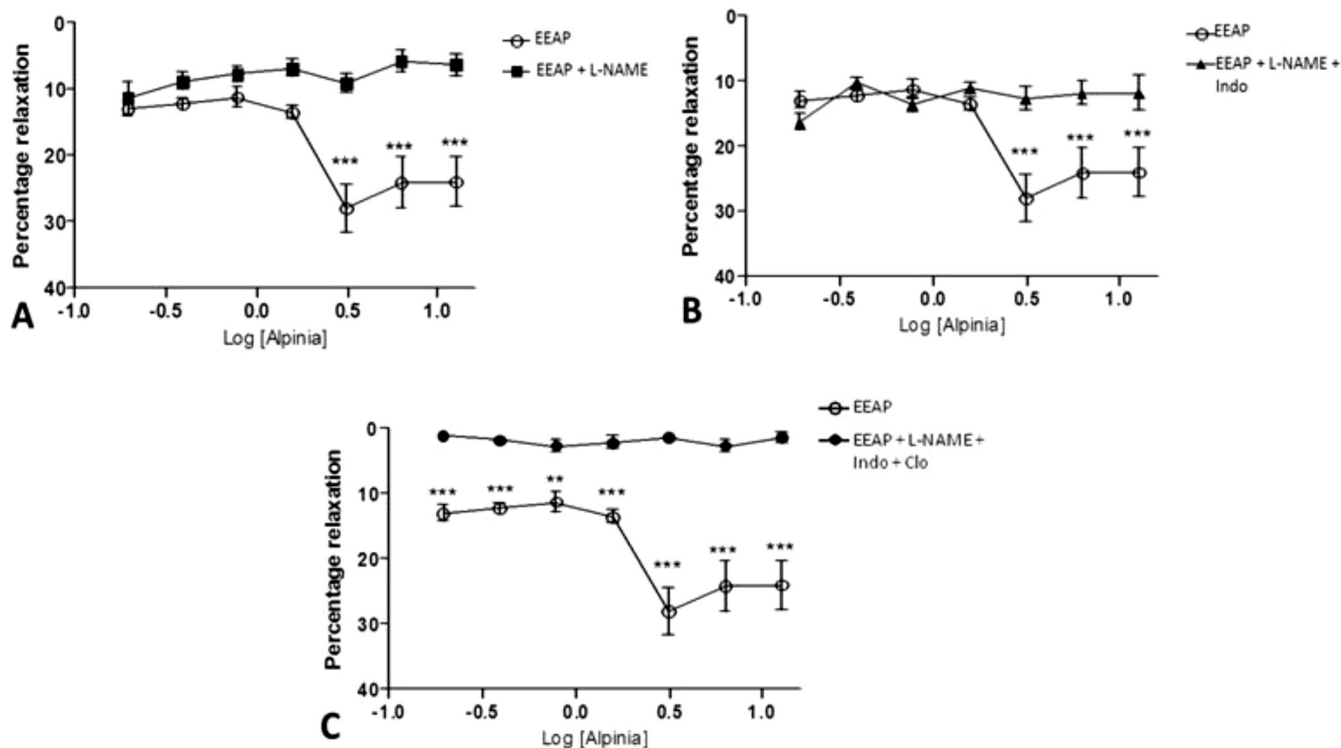 0
10
20
30
40
Percentage relaxation
EEAP
EEAP + L-NAME
***
***
***
-1.0
-0.5
0.0
0.5
1.0
Log [Alpinia]
A
0
10
20
30
40
Percentage relaxation
EEAP
EEAP + L-NAME +
Indo
***
***
***
-1.0
-0.5
0.0
0.5
1.0
Log [Alpinia]
B
0
10
20
30
40
Percentage relaxation
EEAP
EEAP + L-NAME +
Indo + Clo
***
***
**
***
***
***
***
-1.0
-0.5
0.0
0.5
1.0
Log [Alpinia]
C